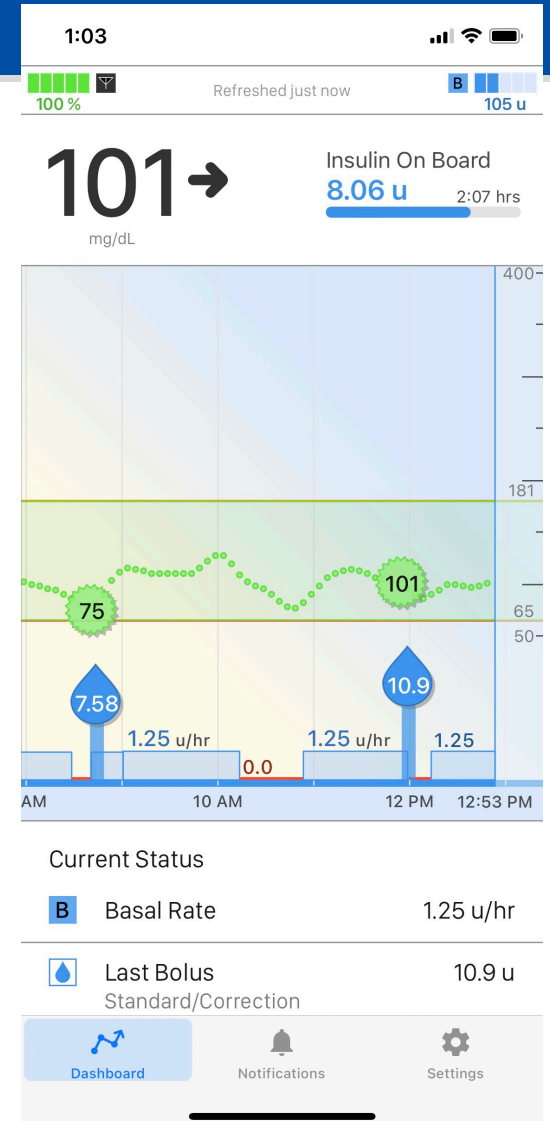 1:03
100 %
Refreshed just now
B
105 u
101
mg/dL
Insulin On Board
8.06 u
2:07 hrs
400
181
65
50
75
101
7.58
10.9
1.25 u/hr
0.0
1.25 u/hr
1.25
AM
10 AM
12 PM
12:53 PM
Current Status
B Basal Rate 1.25 u/hr
Last Bolus 10.9 u
Standard/Correction
Dashboard
Notifications
Settings